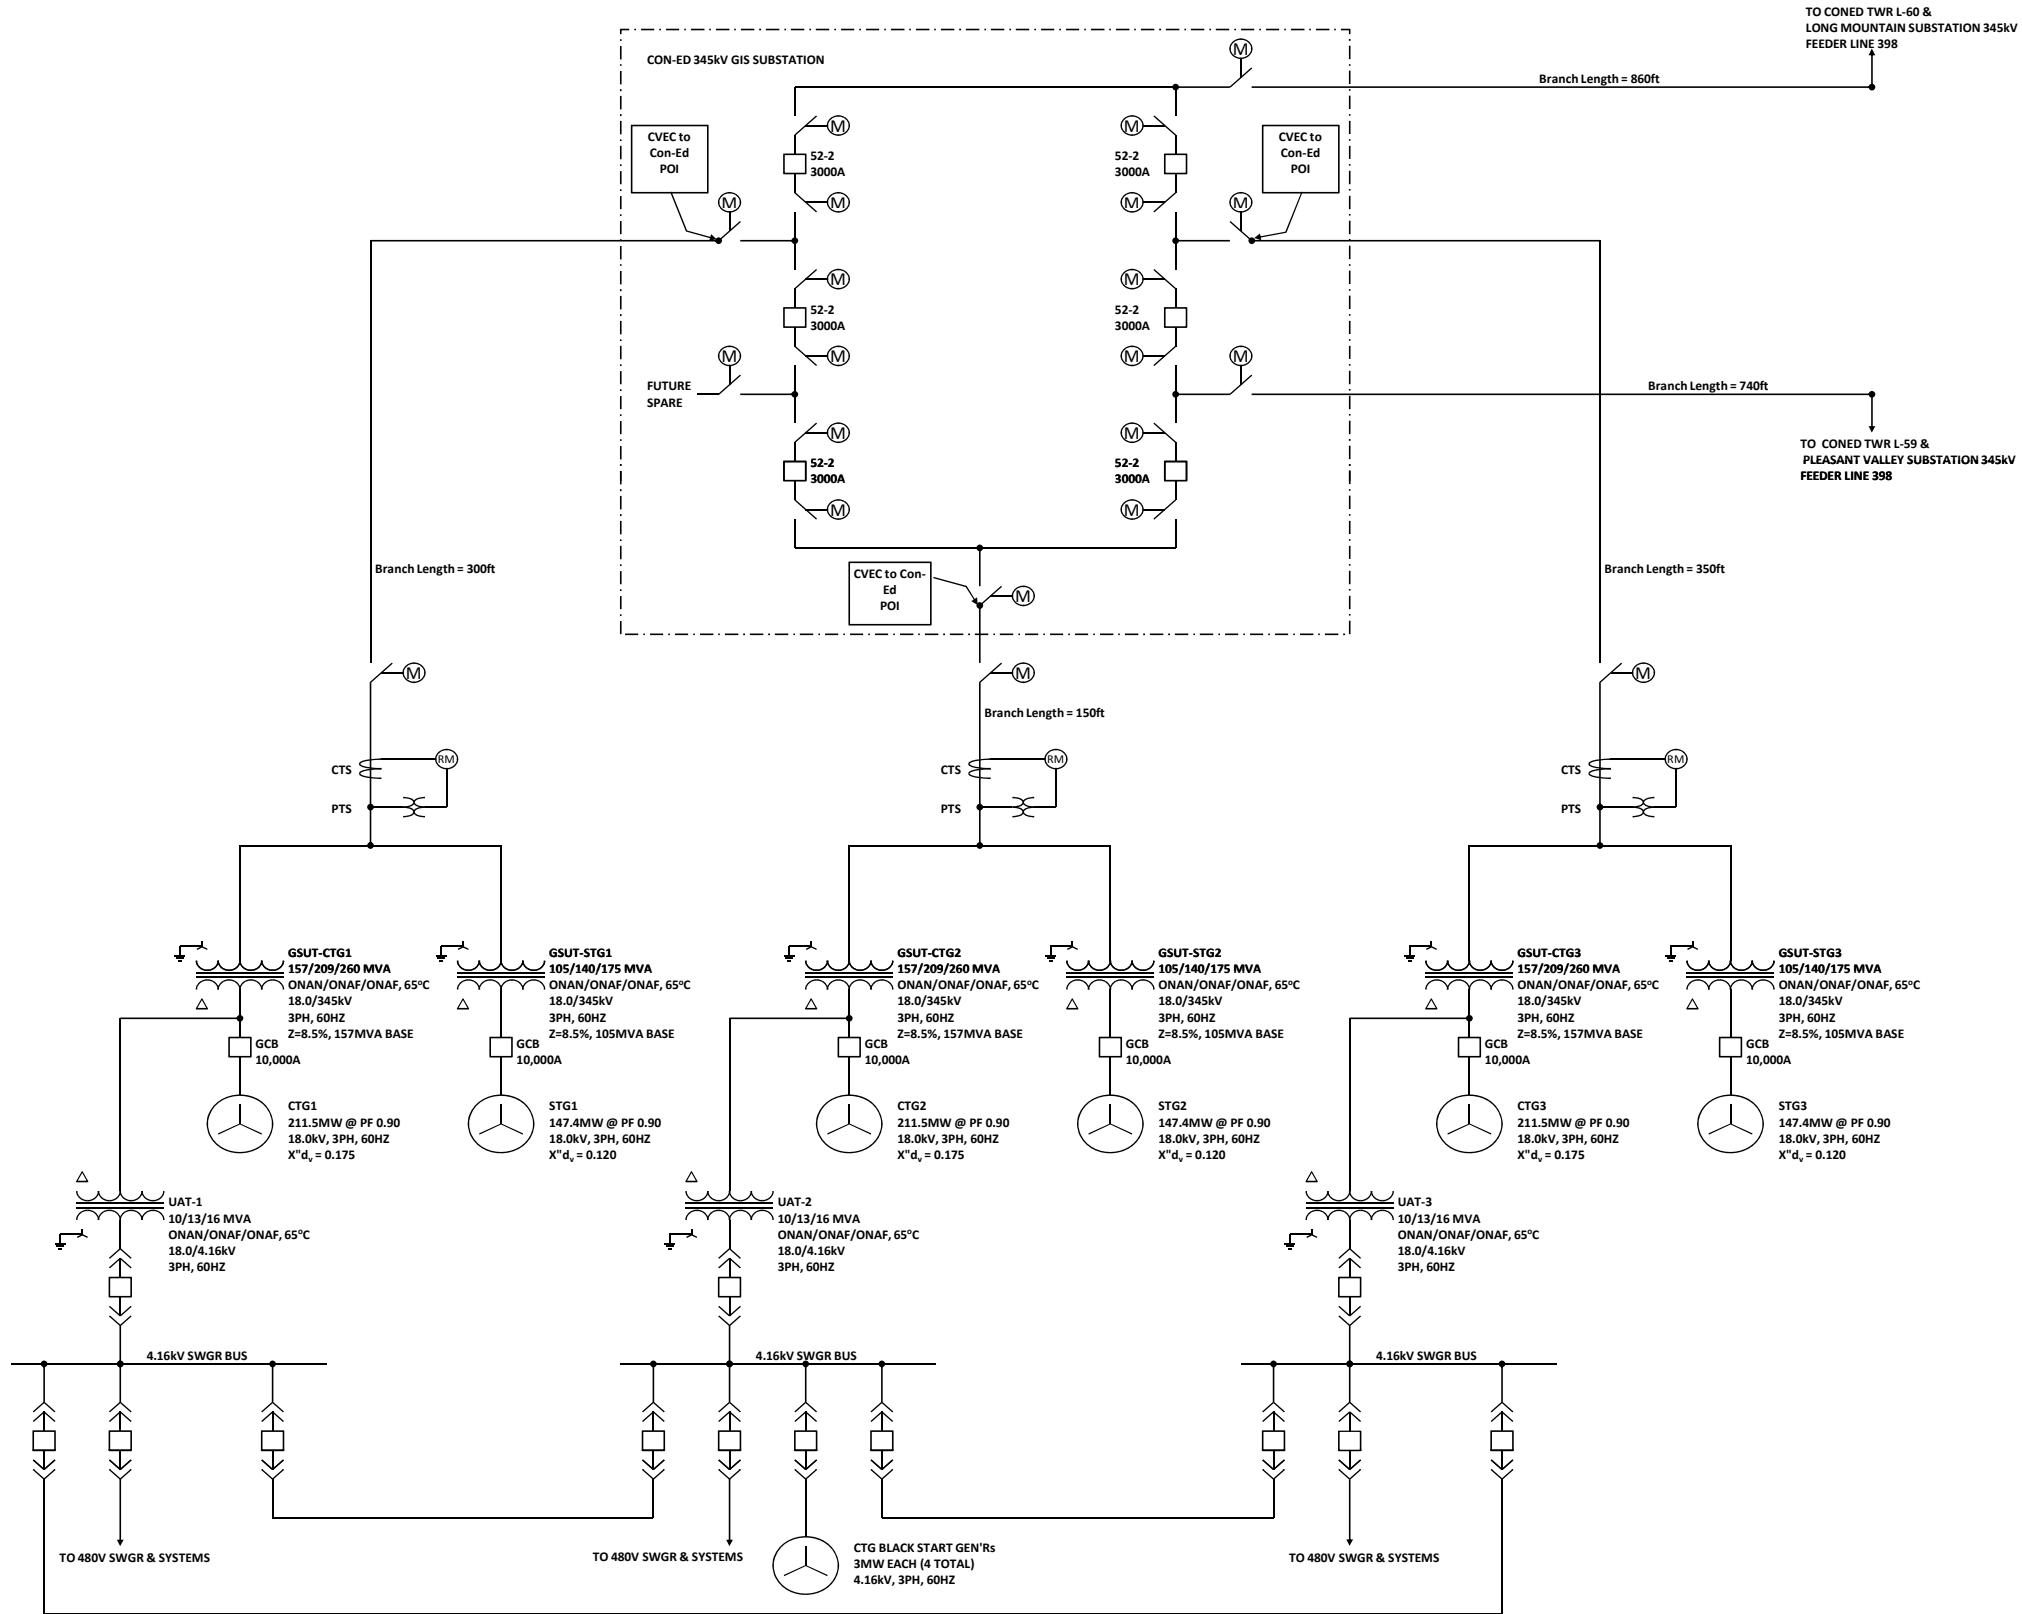 TO CONED TWR L-60 &
LONG MOUNTAIN SUBSTATION 345kV
FEEDER LINE 398
CON-ED 345kV GIS SUBSTATION
M
Branch Length = 860ft
M
M
CVEC to
Con-Ed
POI
CVEC to
Con-Ed
POI
52-2
3000A
52-2
3000A
M
M
M
M
M
M
52-2
3000A
52-2
3000A
M
M
M
M
FUTURE
SPARE
Branch Length = 740ft
M
M
TO CONED TWR L-59 &
PLEASANT VALLEY SUBSTATION 345kV
FEEDER LINE 398
52-2
3000A
52-2
3000A
M
M
Branch Length = 300ft
CVEC to Con-
Ed
POI
M
Branch Length = 350ft
M
M
M
Branch Length = 150ft
CTS
RM
PTS
CTS
RM
PTS
CTS
RM
PTS
GSUT-CTG1
157/209/260 MVA
ONAN/ONAF/ONAF, 65ºC
18.0/345kV
3PH, 60HZ
Z=8.5%, 157MVA BASE
GSUT-STG1
105/140/175 MVA
ONAN/ONAF/ONAF, 65ºC
18.0/345kV
3PH, 60HZ
Z=8.5%, 105MVA BASE
GSUT-CTG2
157/209/260 MVA
ONAN/ONAF/ONAF, 65ºC
18.0/345kV
3PH, 60HZ
Z=8.5%, 157MVA BASE
GSUT-STG2
105/140/175 MVA
ONAN/ONAF/ONAF, 65ºC
18.0/345kV
3PH, 60HZ
Z=8.5%, 105MVA BASE
GSUT-CTG3
157/209/260 MVA
ONAN/ONAF/ONAF, 65ºC
18.0/345kV
3PH, 60HZ
Z=8.5%, 157MVA BASE
GSUT-STG3
105/140/175 MVA
ONAN/ONAF/ONAF, 65ºC
18.0/345kV
3PH, 60HZ
Z=8.5%, 105MVA BASE
GCB
10,000A
GCB
10,000A
GCB
10,000A
GCB
10,000A
GCB
10,000A
GCB
10,000A
CTG1
211.5MW @ PF 0.90
18.0kV, 3PH, 60HZ
X"dᵥ = 0.175
STG1
147.4MW @ PF 0.90
18.0kV, 3PH, 60HZ
X"dᵥ = 0.120
CTG2
211.5MW @ PF 0.90
18.0kV, 3PH, 60HZ
X"dᵥ = 0.175
STG2
147.4MW @ PF 0.90
18.0kV, 3PH, 60HZ
X"dᵥ = 0.120
CTG3
211.5MW @ PF 0.90
18.0kV, 3PH, 60HZ
X"dᵥ = 0.175
STG3
147.4MW @ PF 0.90
18.0kV, 3PH, 60HZ
X"dᵥ = 0.120
UAT-1
10/13/16 MVA
ONAN/ONAF/ONAF, 65ºC
18.0/4.16kV
3PH, 60HZ
UAT-2
10/13/16 MVA
ONAN/ONAF/ONAF, 65ºC
18.0/4.16kV
3PH, 60HZ
UAT-3
10/13/16 MVA
ONAN/ONAF/ONAF, 65ºC
18.0/4.16kV
3PH, 60HZ
4.16kV SWGR BUS
4.16kV SWGR BUS
4.16kV SWGR BUS
TO 480V SWGR & SYSTEMS
TO 480V SWGR & SYSTEMS
CTG BLACK START GEN'Rs
3MW EACH (4 TOTAL)
4.16kV, 3PH, 60HZ
TO 480V SWGR & SYSTEMS